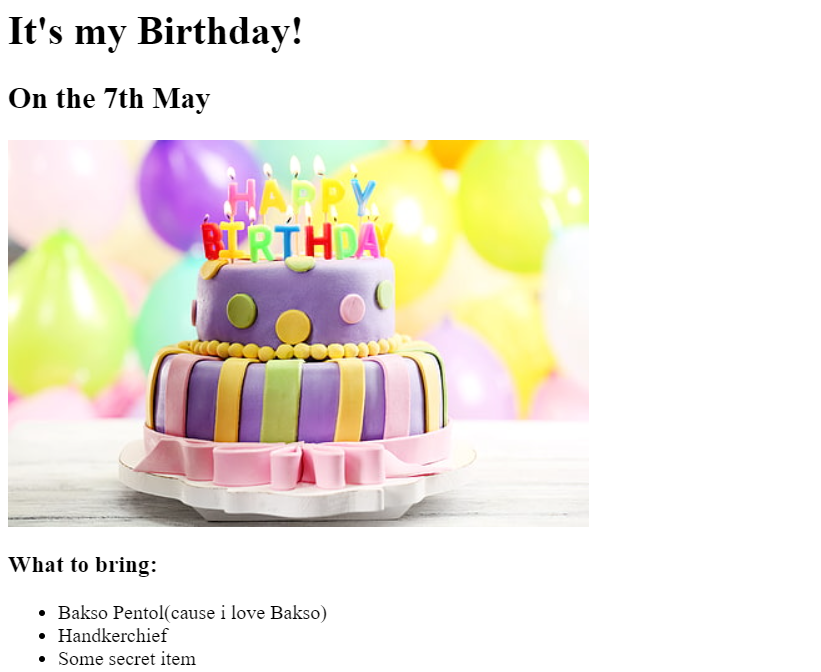 It's my Birthday!
On the 7th May
HAPPY
BIRTHDAY
What to bring:
Bakso Pentol(cause i love Bakso)
Handkerchief
Some secret item